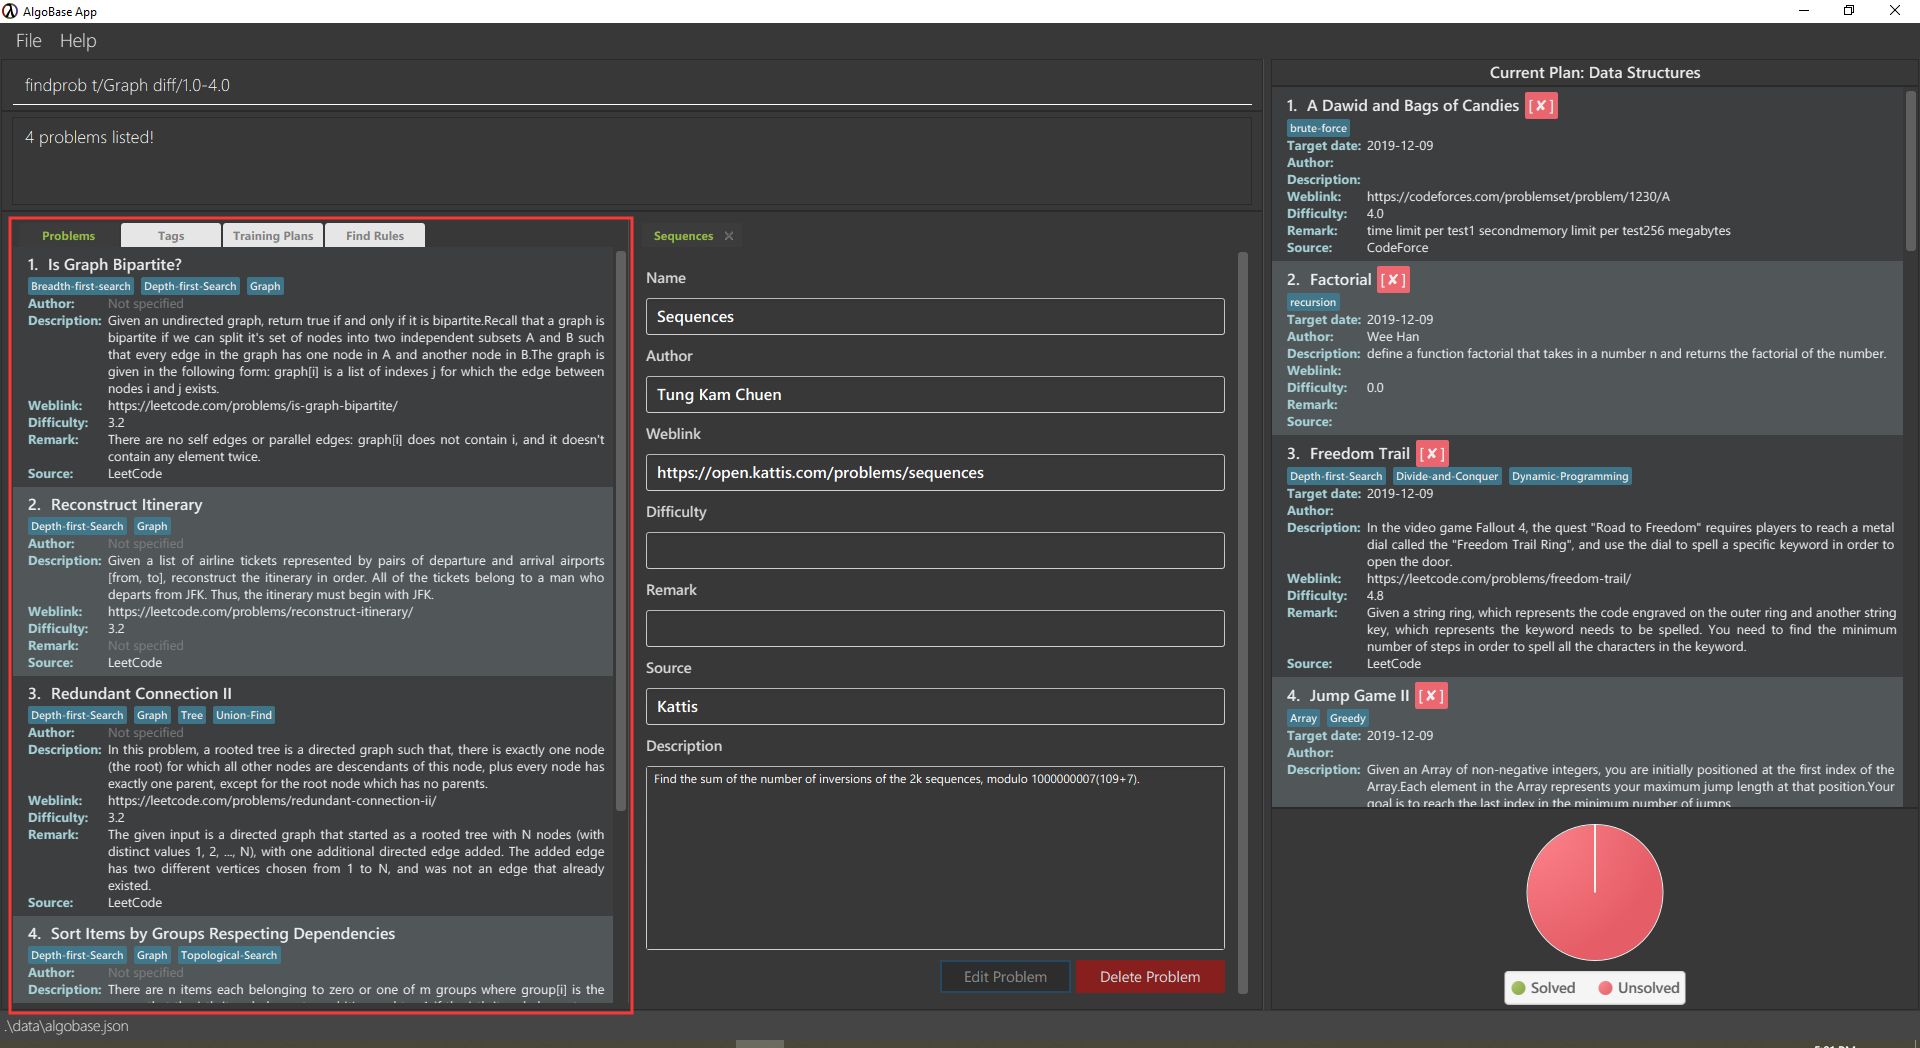 AlgoBase App
File Help
findprob t/Graph diff/1.0-4.0
4 problems listed!
Problems Tags Training Plans Find Rules
1. Is Graph Bipartite?
Breadth-first-search Depth-first-Search Graph
Author: Not specified
Description: Given an undirected graph, return true if and only if it is bipartite.Recall that a graph is
bipartite if we can split it's set of nodes into two independent subsets A and B such
that every edge in the graph has one node in A and another node in B.The graph is
given in the following form: graph[i] is a list of indexes j for which the edge between
nodes i and j exists.
Weblink: https://leetcode.com/problems/is-graph-bipartite/
Difficulty: 3.2
Remark: There are no self edges or parallel edges: graph[i] does not contain i, and it doesn't
contain any element twice.
Source: LeetCode
2. Reconstruct Itinerary
Depth-first-Search Graph
Author: Not specified
Description: Given a list of airline tickets represented by pairs of departure and arrival airports
[from, to], reconstruct the itinerary in order. All of the tickets belong to a man who
departs from JFK. Thus, the itinerary must begin with JFK.
Weblink: https://leetcode.com/problems/reconstruct-itinerary/
Difficulty: 3.2
Remark: Not specified
Source: LeetCode
3. Redundant Connection II
Depth-first-Search Graph Tree Union-Find
Author: Not specified
Description: In this problem, a rooted tree is a directed graph such that, there is exactly one node
(the root) for which all other nodes are descendants of this node, plus every node has
exactly one parent, except for the root node which has no parents.
Weblink: https://leetcode.com/problems/redundant-connection-ii/
Difficulty: 3.2
Remark: The given input is a directed graph that started as a rooted tree with N nodes (with
distinct values 1, 2, ..., N), with one additional directed edge added. The added edge
has two different vertices chosen from 1 to N, and was not an edge that already
existed.
Source: LeetCode
4. Sort Items by Groups Respecting Dependencies
Depth-first-Search Graph Topological-Search
Author: Not specified
Description: There are n items each belonging to zero or one of m groups where group[i] is the
Sequences
Name
Sequences
Author
Tung Kam Chuen
Weblink
https://open.kattis.com/problems/sequences
Difficulty
Remark
Source
Kattis
Description
Find the sum of the number of inversions of the 2k sequences, modulo 1000000007(109+7).
Edit Problem Delete Problem
Current Plan: Data Structures
1. A Dawid and Bags of Candies [✘]
brute-force
Target date: 2019-12-09
Author:
Description:
Weblink: https://codeforces.com/problemset/problem/1230/A
Difficulty: 4.0
Remark: time limit per test1 secondmemory limit per test256 megabytes
Source: CodeForce
2. Factorial [✘]
recursion
Target date: 2019-12-09
Author: Wee Han
Description: define a function factorial that takes in a number n and returns the factorial of the number.
Weblink:
Difficulty: 0.0
Remark:
Source:
3. Freedom Trail [✘]
Depth-first-Search Divide-and-Conquer Dynamic-Programming
Target date: 2019-12-09
Author:
Description: In the video game Fallout 4, the quest "Road to Freedom" requires players to reach a metal
dial called the "Freedom Trail Ring", and use the dial to spell a specific keyword in order to
open the door.
Weblink: https://leetcode.com/problems/freedom-trail/
Difficulty: 4.8
Remark: Given a string ring, which represents the code engraved on the outer ring and another string
key, which represents the keyword needs to be spelled. You need to find the minimum
number of steps in order to spell all the characters in the keyword.
Source: LeetCode
4. Jump Game II [✘]
Array Greedy
Target date: 2019-12-09
Author:
Description: Given an Array of non-negative integers, you are initially positioned at the first index of the
Array.Each element in the Array represents your maximum jump length at that position.Your
goal is to reach the last index in the minimum number of jumps.
Solved Unsolved
.\data\algobase.json